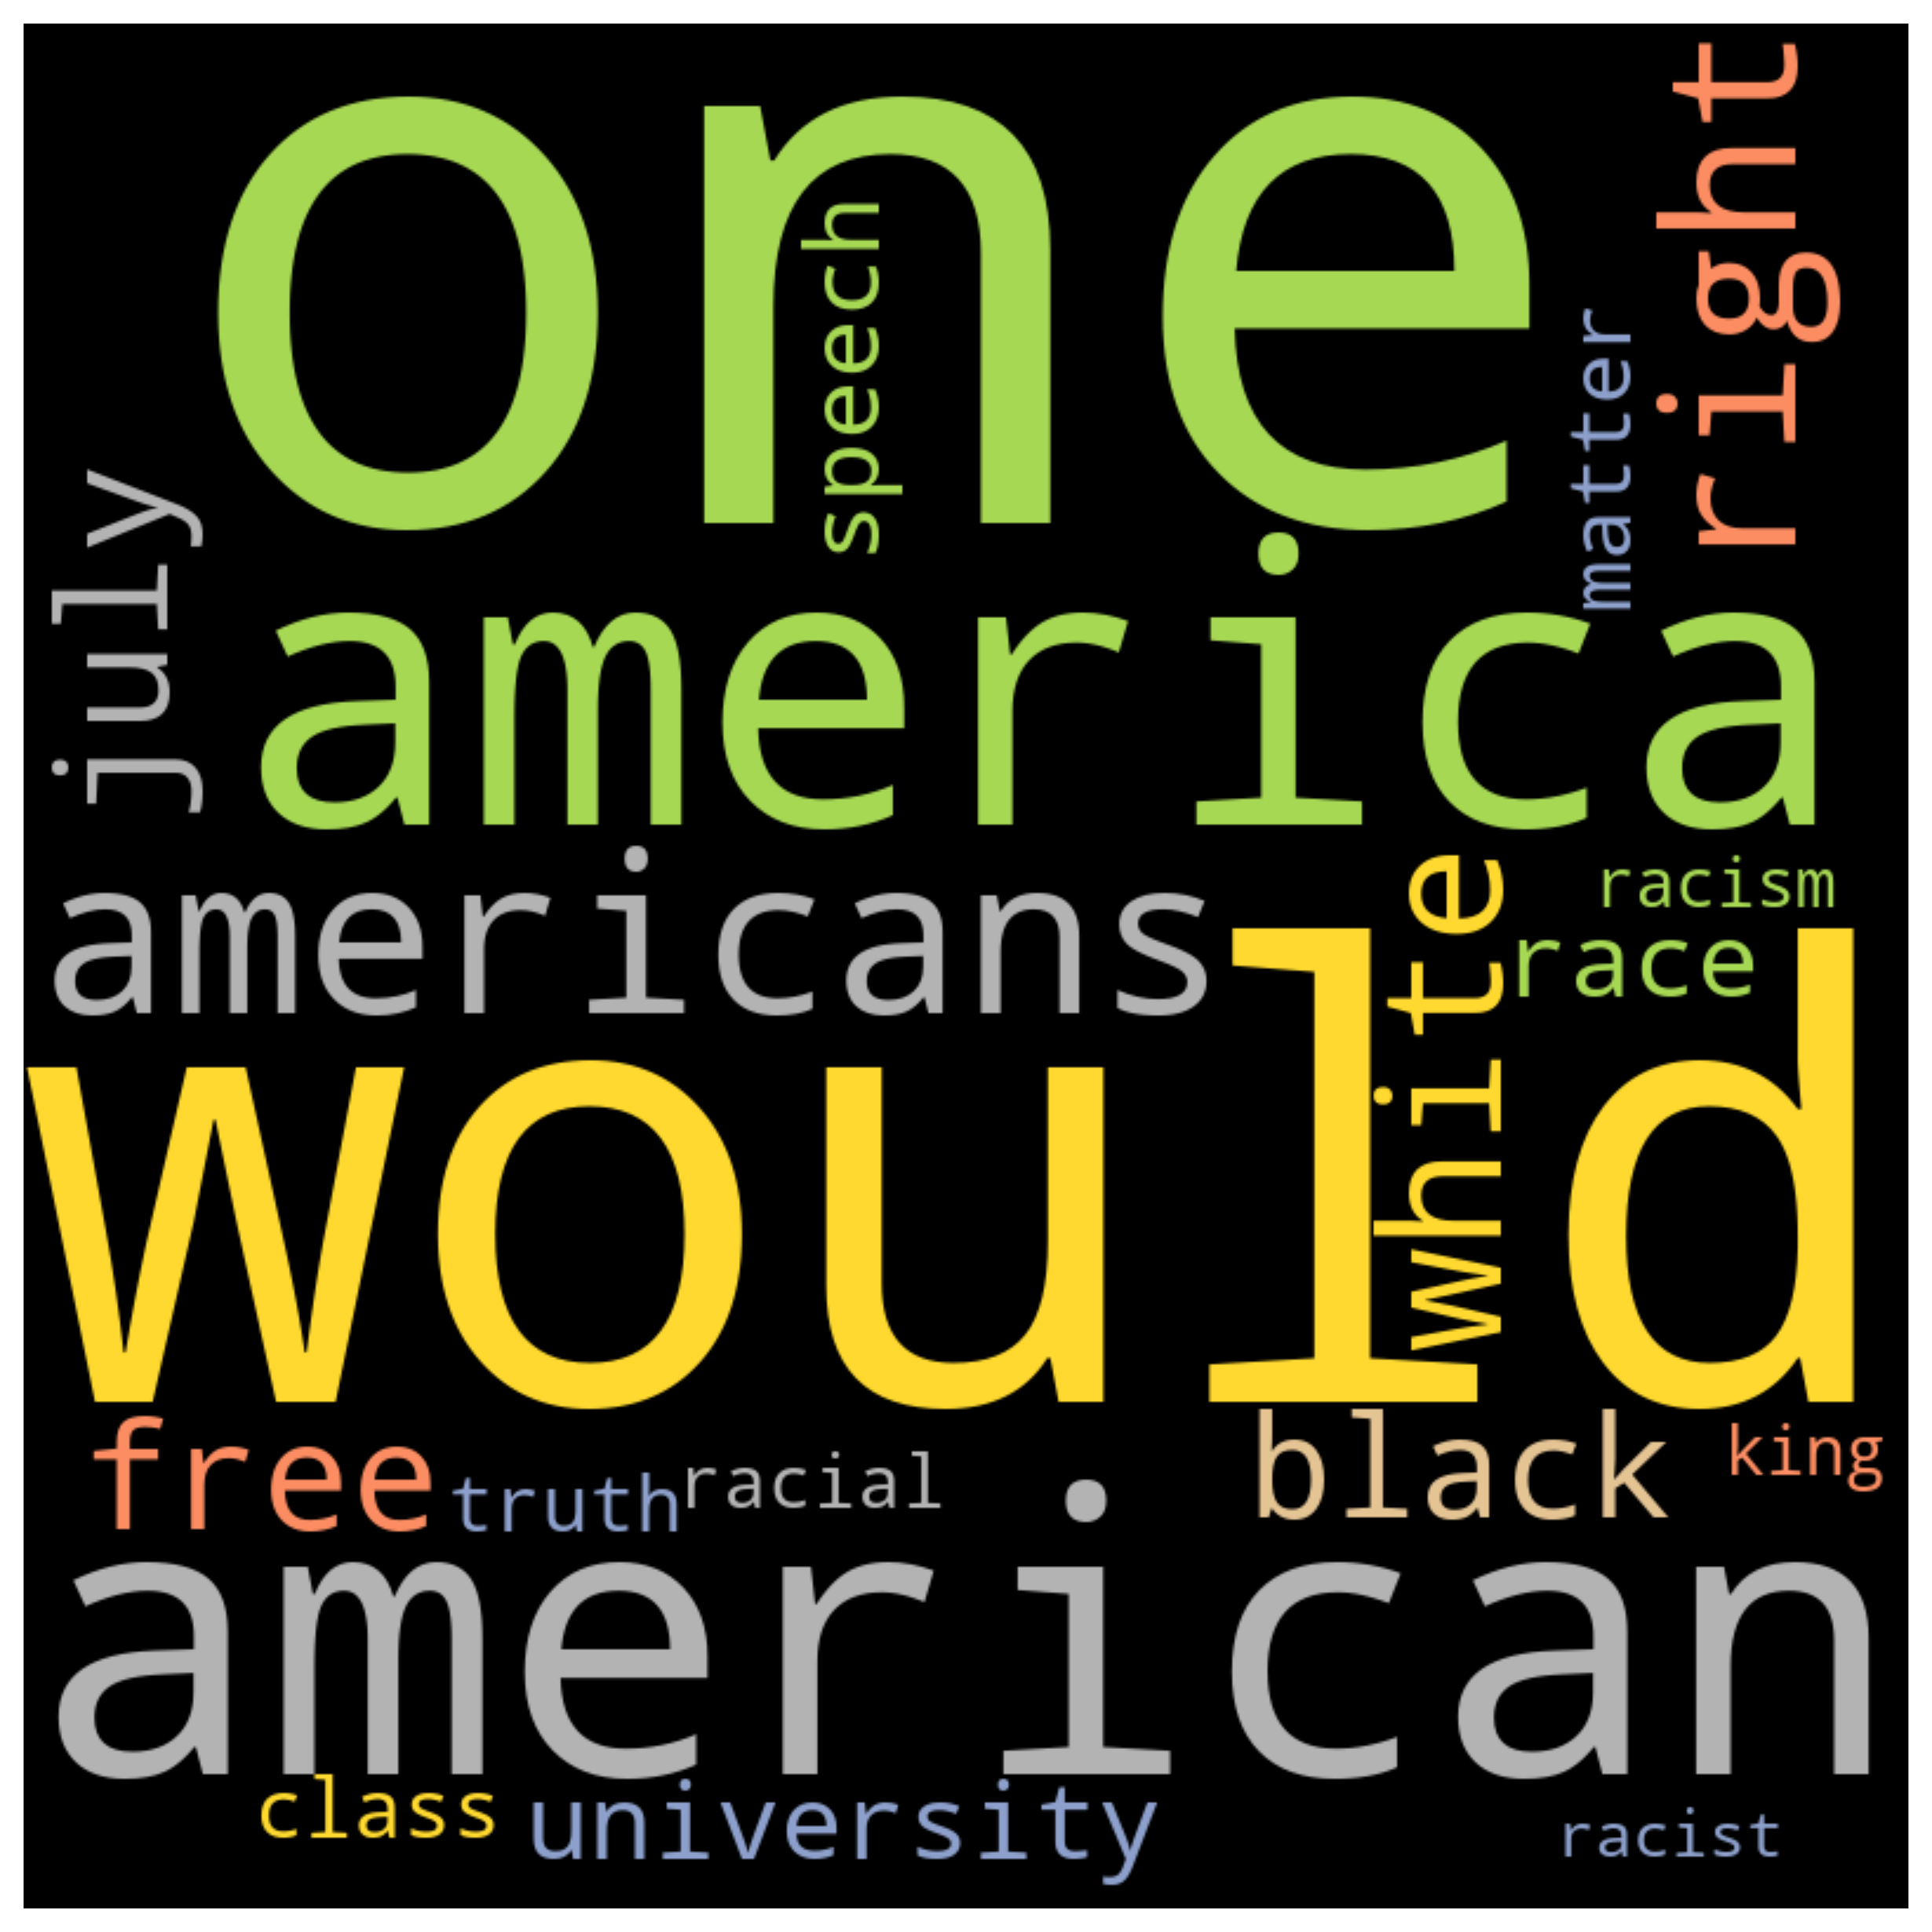 one
speech
right
matter
july
america
americans
white
racism
race
would
free
truth
racial
black
king
american
class
university
racist